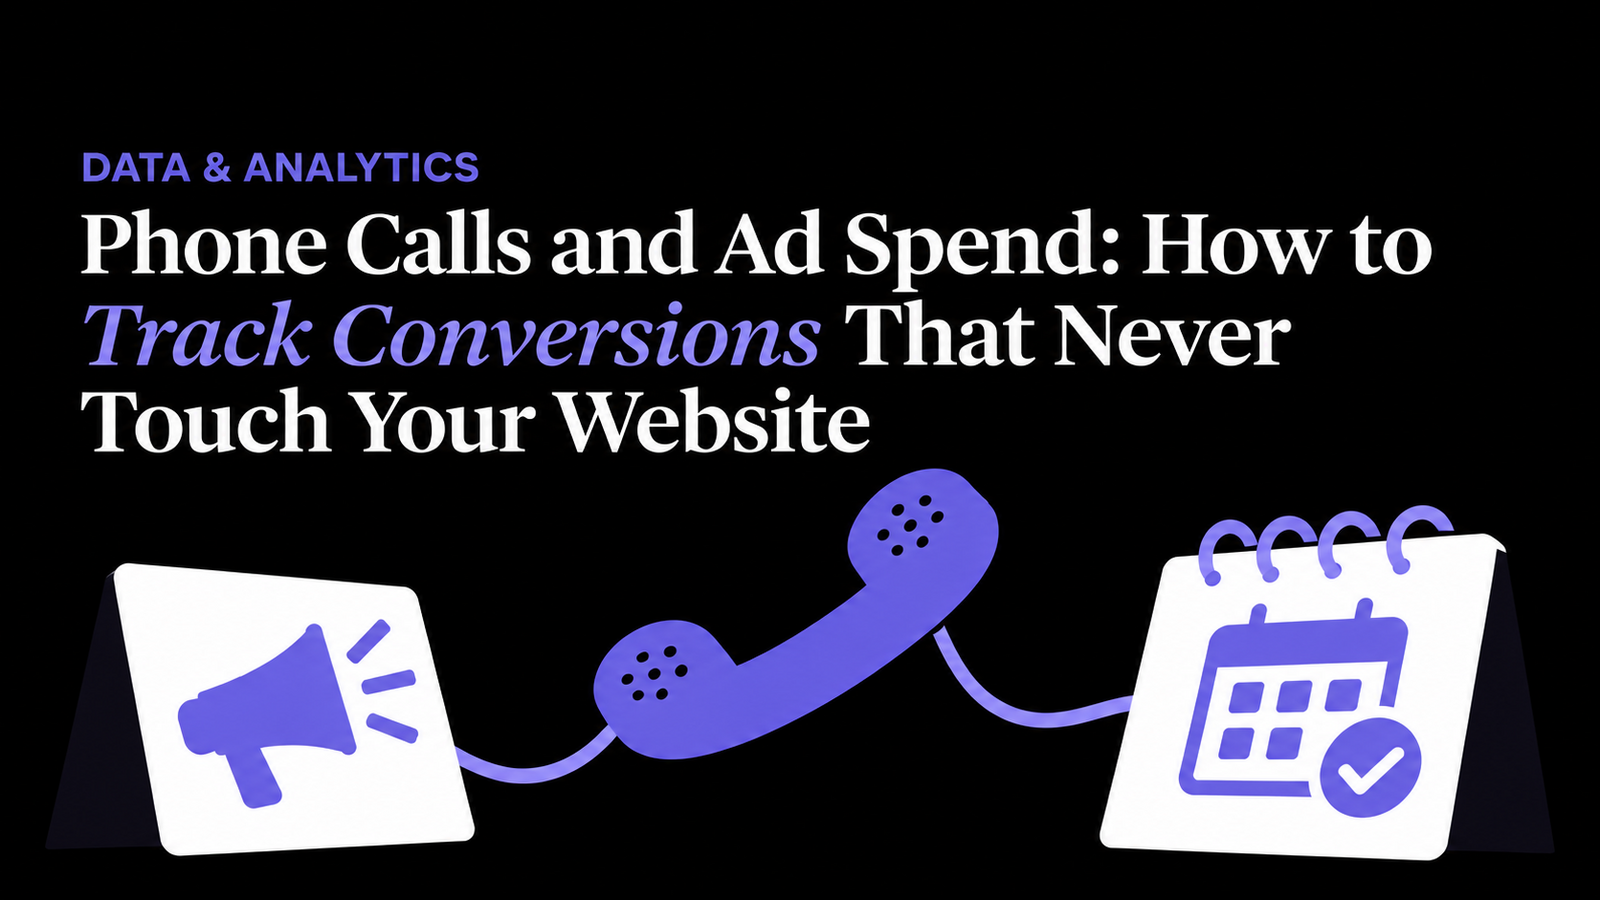 DATA & ANALYTICS
Phone Calls and Ad Spend: How to
Track Conversions That Never
Touch Your Website